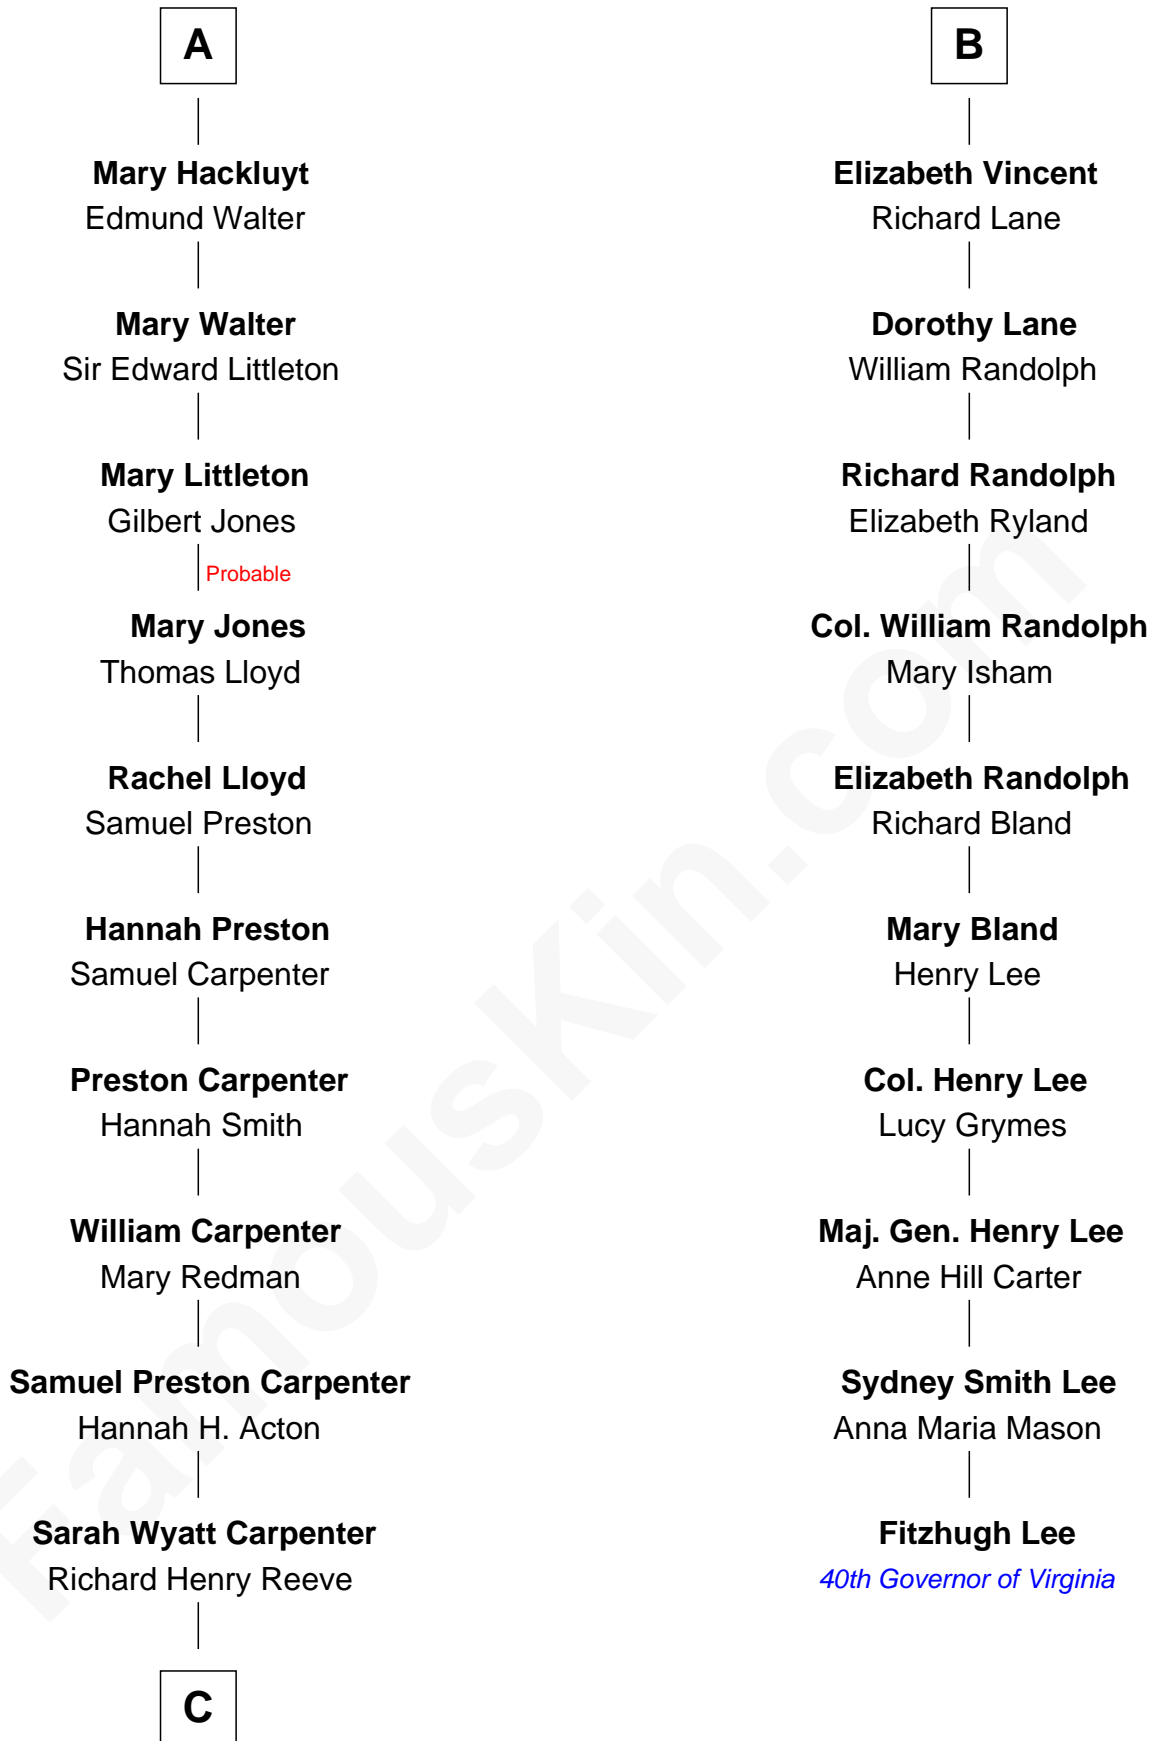 A
Mary Hackluyt
Edmund Walter
Mary Walter
Sir Edward Littleton
Mary Littleton
Gilbert Jones
Probable
Mary Jones
Thomas Lloyd
Rachel Lloyd
Samuel Preston
Hannah Preston
Samuel Carpenter
Preston Carpenter
Hannah Smith
William Carpenter
Mary Redman
Samuel Preston Carpenter
Hannah H. Acton
Sarah Wyatt Carpenter
Richard Henry Reeve
C
B
Elizabeth Vincent
Richard Lane
Dorothy Lane
William Randolph
Richard Randolph
Elizabeth Ryland
Col. William Randolph
Mary Isham
Elizabeth Randolph
Richard Bland
Mary Bland
Henry Lee
Col. Henry Lee
Lucy Grymes
Maj. Gen. Henry Lee
Anne Hill Carter
Sydney Smith Lee
Anna Maria Mason
Fitzhugh Lee
40th Governor of Virginia
FamousKin.com